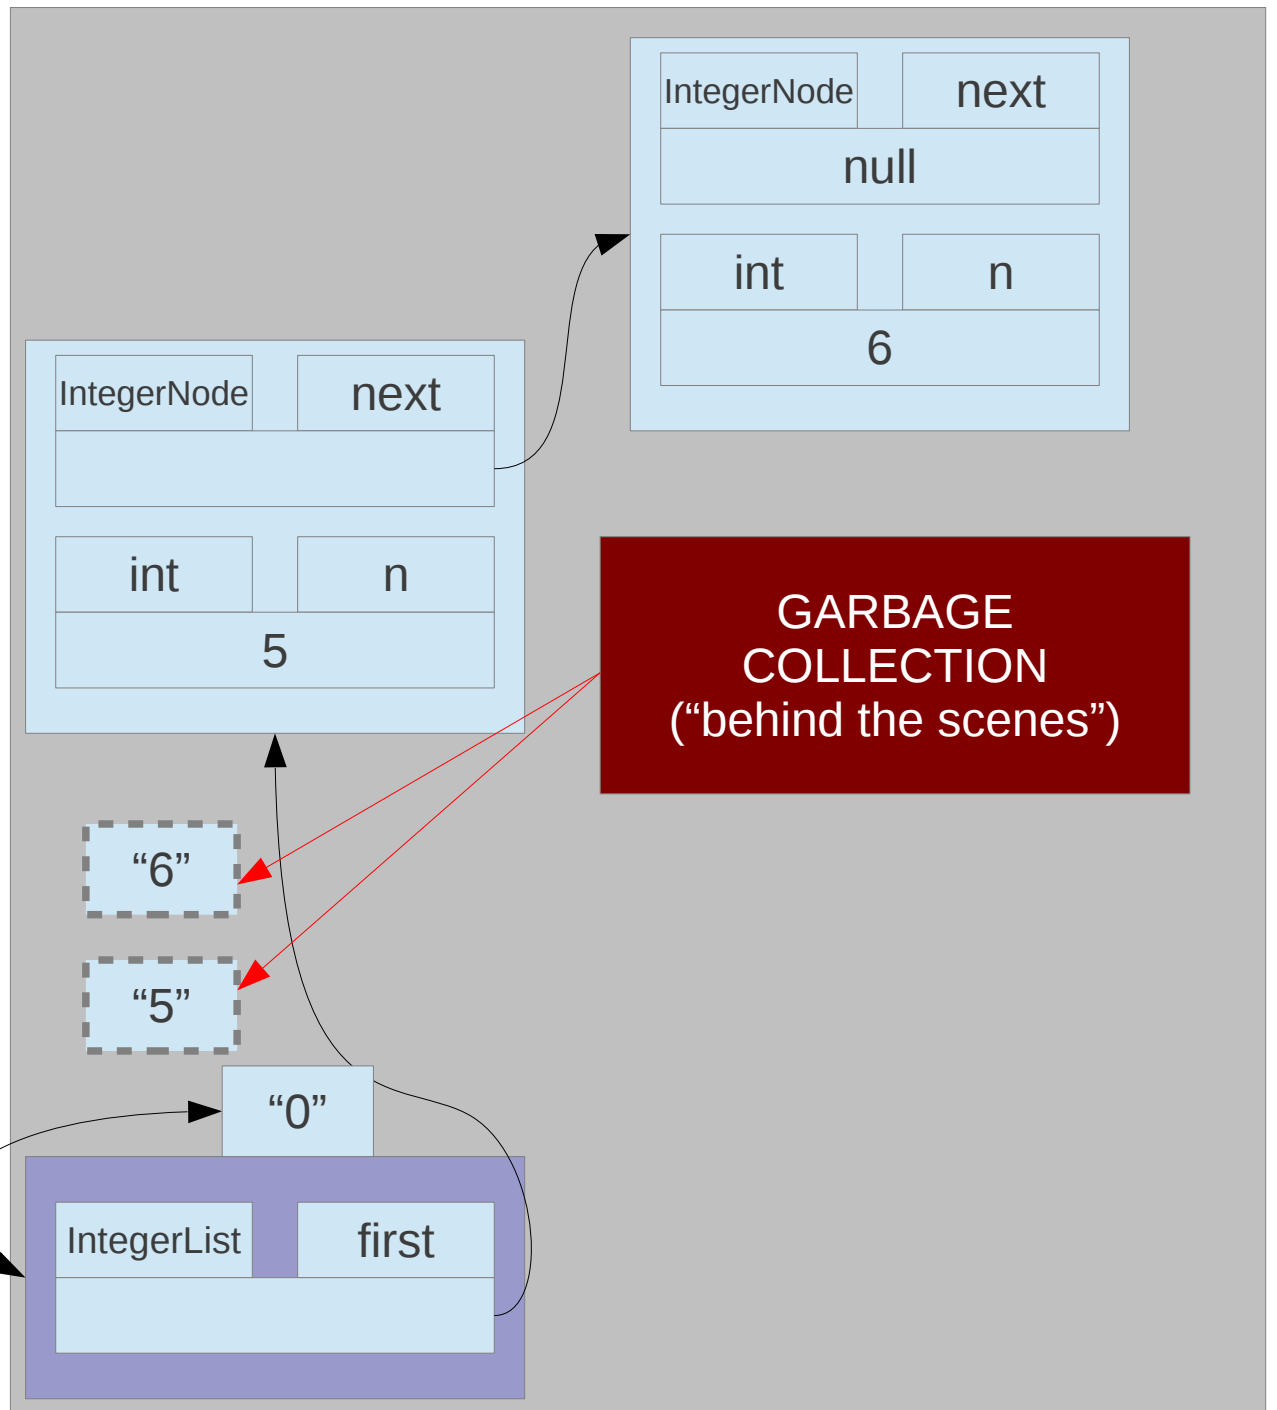 IntegerNode next
null
int n
6
IntegerNode next
int n
5
GARBAGE
COLLECTION
(“behind the scenes”)
“6”
“5”
“0”
IntegerList first